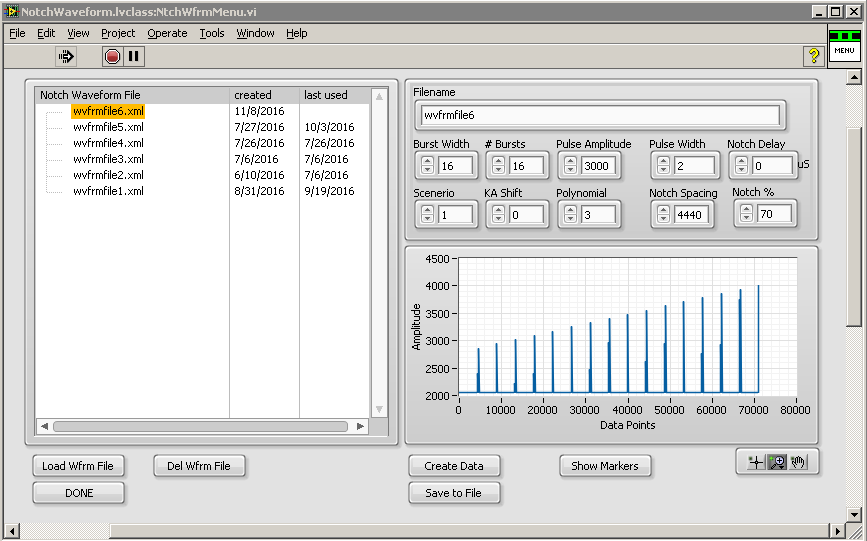 NotchWaveform.lvclass:NtchWfrmMenu.vi
File Edit View Project Operate Tools Window Help
? MENU
Notch Waveform File created last used
wvfrmfile6.xml 11/8/2016
wvfrmfile5.xml 7/27/2016 10/3/2016
wvfrmfile4.xml 7/26/2016 7/26/2016
wvfrmfile3.xml 7/6/2016 7/6/2016
wvfrmfile2.xml 6/10/2016 7/6/2016
wvfrmfile1.xml 8/31/2016 9/19/2016
Filename
wvfrmfile6
Burst Width # Bursts Pulse Amplitude Pulse Width Notch Delay
16 16 3000 2 0 uS
Scenerio KA Shift Polynomial Notch Spacing Notch %
1 0 3 4440 70
4500
4000
3500
3000
2500
2000
Amplitude
0 10000 20000 30000 40000 50000 60000 70000 80000
Data Points
Load Wfrm File Del Wfrm File Create Data Show Markers
DONE Save to File